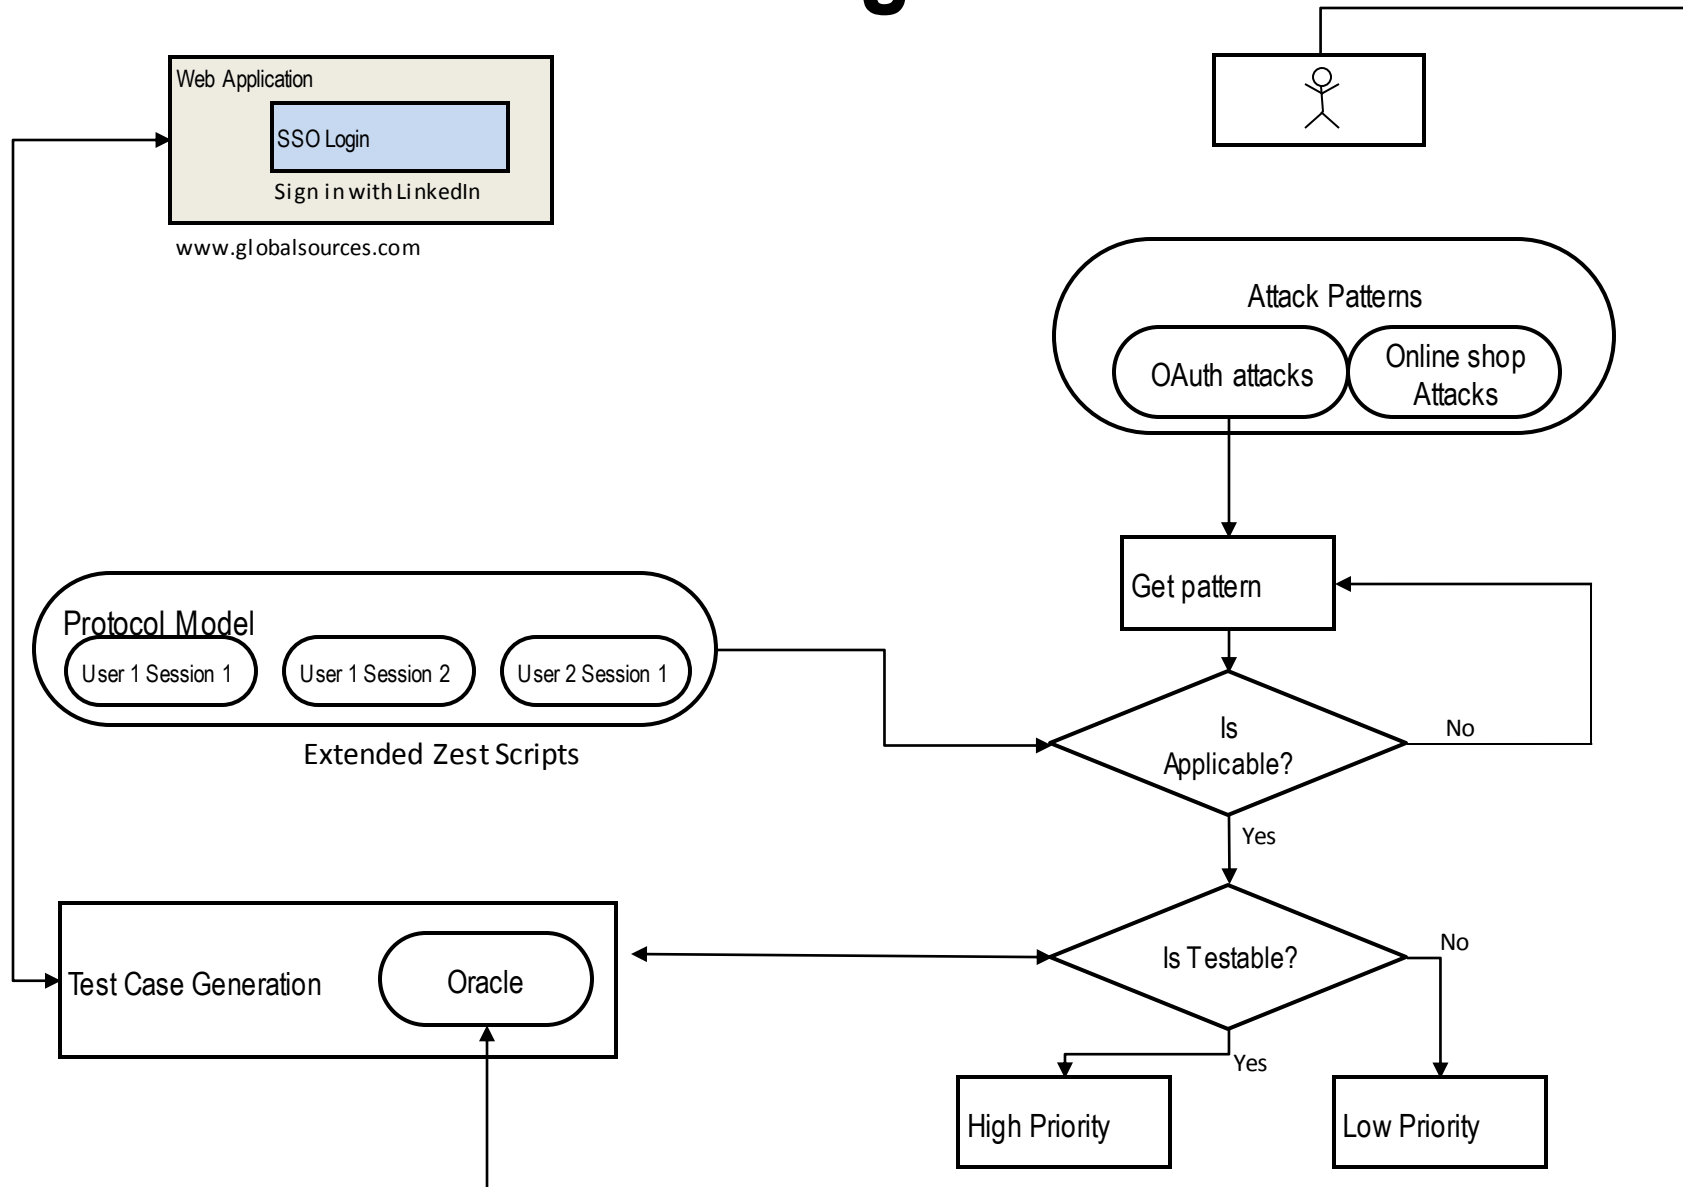 Web Application
SSO Login
Sign in with LinkedIn
www.globalsources.com
Attack Patterns
OAuth attacks
Online shop
Attacks
Get pattern
Protocol Model
User 1 Session 1
User 1 Session 2
User 2 Session 1
Extended Zest Scripts
Is
Applicable?
No
Yes
Test Case Generation
Oracle
Is Testable?
No
Yes
High Priority
Low Priority